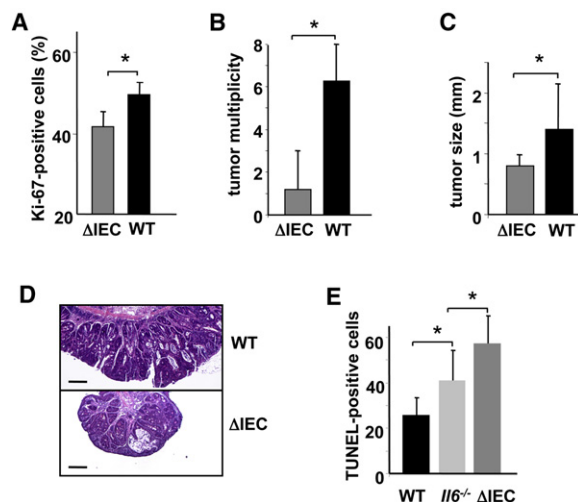 A
Ki-67-positive cells (%)
60
40
20
*
ΔIEC WT
B
tumor multiplicity
8
6
4
2
0
*
ΔIEC WT
C
tumor size (mm)
2
1
0
*
ΔIEC WT
D
WT
ΔIEC
E
TUNEL-positive cells
60
40
20
*
*
WT Il6-/- ΔIEC